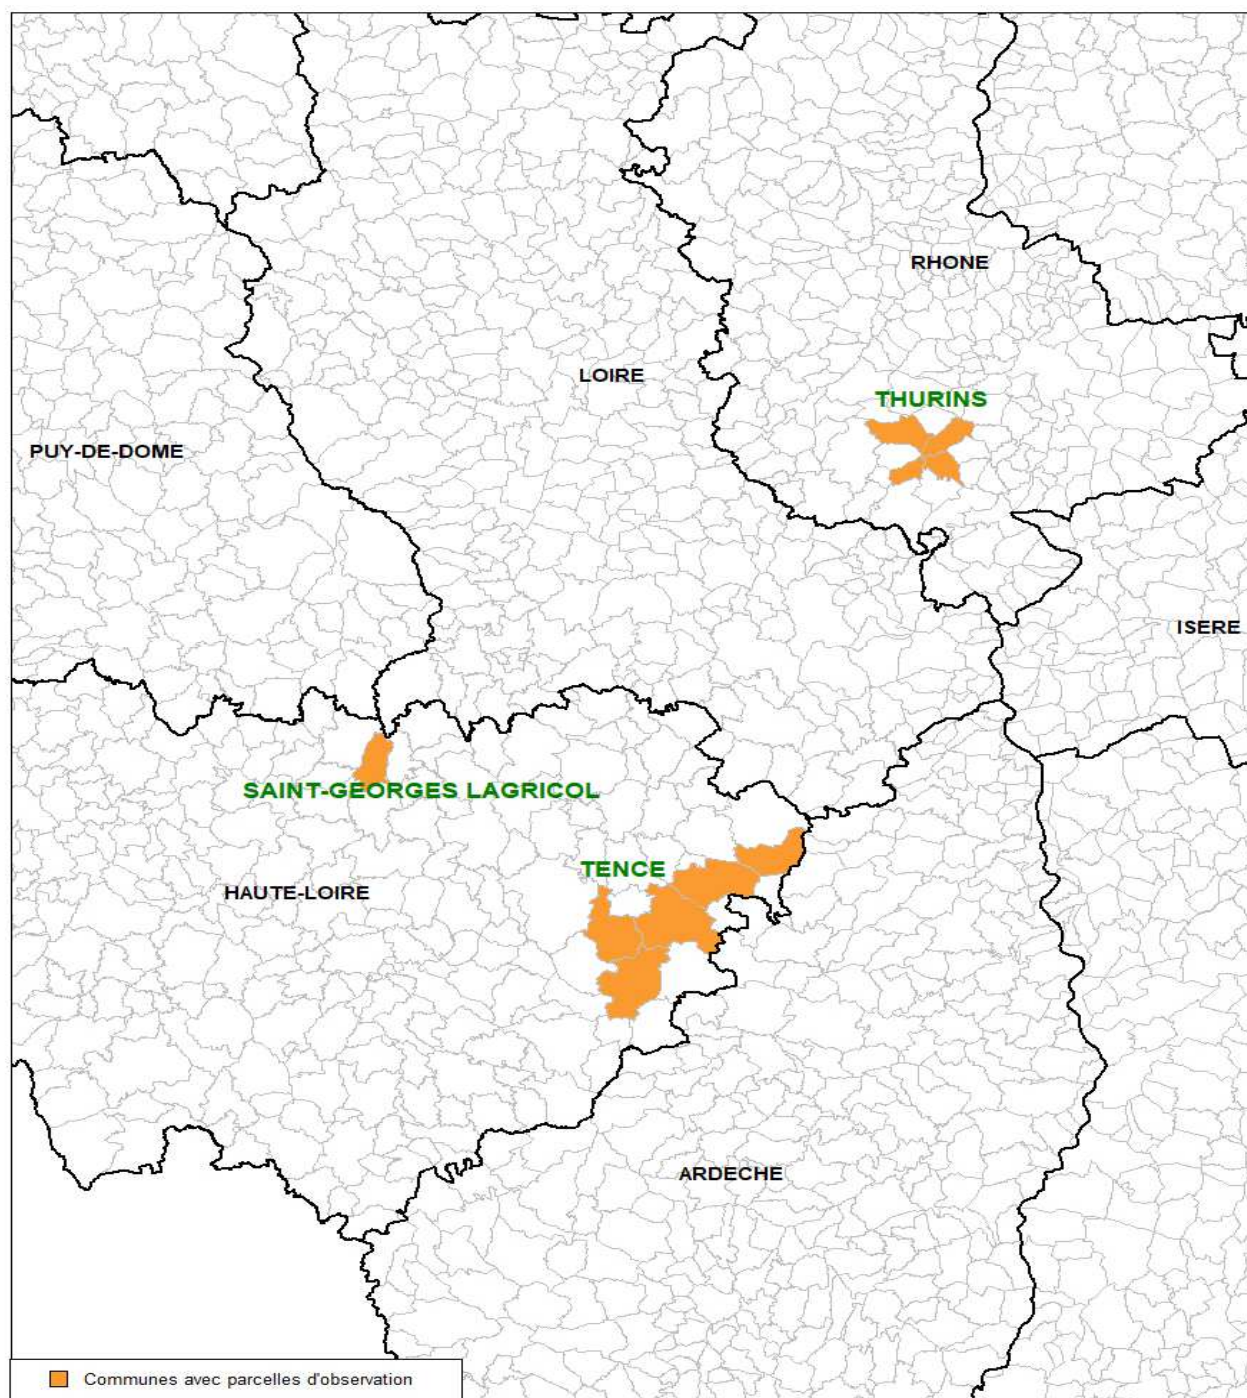 RHONE
LOIRE
THURINS
PUY-DE-DOME
ISERE
SAINT-GEORGES LAGRICOL
TENCE
HAUTE-LOIRE
ARDECHE
Communes avec parcelles d'observation